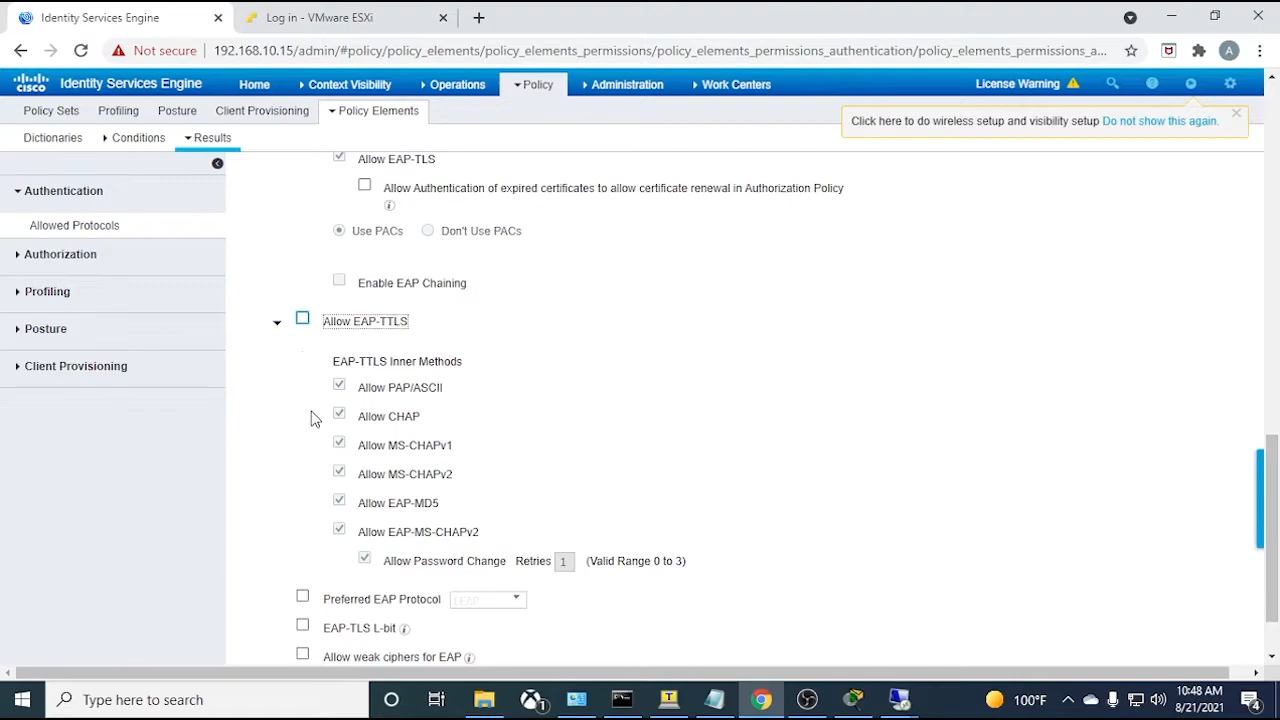 Identity Services Engine
Log in - VMware ESXi
Not secure 192.168.10.15/admin/#policy/policy_elements/policy_elements_permissions/policy_elements_permissions_authentication/policy_elements_permissions_a...
A
cisco Identity Services Engine Home Context Visibility Operations Policy Administration Work Centers License Warning
Policy Sets Profiling Posture Client Provisioning Policy Elements
Click here to do wireless setup and visibility setup Do not show this again.
Dictionaries Conditions Results
Authentication
Allowed Protocols
Authorization
Profiling
Posture
Client Provisioning
Allow EAP-TLS
Allow Authentication of expired certificates to allow certificate renewal in Authorization Policy
Use PACs Don't Use PACs
Enable EAP Chaining
Allow EAP-TTLS
EAP-TTLS Inner Methods
Allow PAP/ASCII
Allow CHAP
Allow MS-CHAPv1
Allow MS-CHAPv2
Allow EAP-MD5
Allow EAP-MS-CHAPv2
Allow Password Change Retries 1 (Valid Range 0 to 3)
Preferred EAP Protocol LEAP
EAP-TLS L-bit
Allow weak ciphers for EAP
Type here to search
1
100°F
10:48 AM
8/21/2021
4